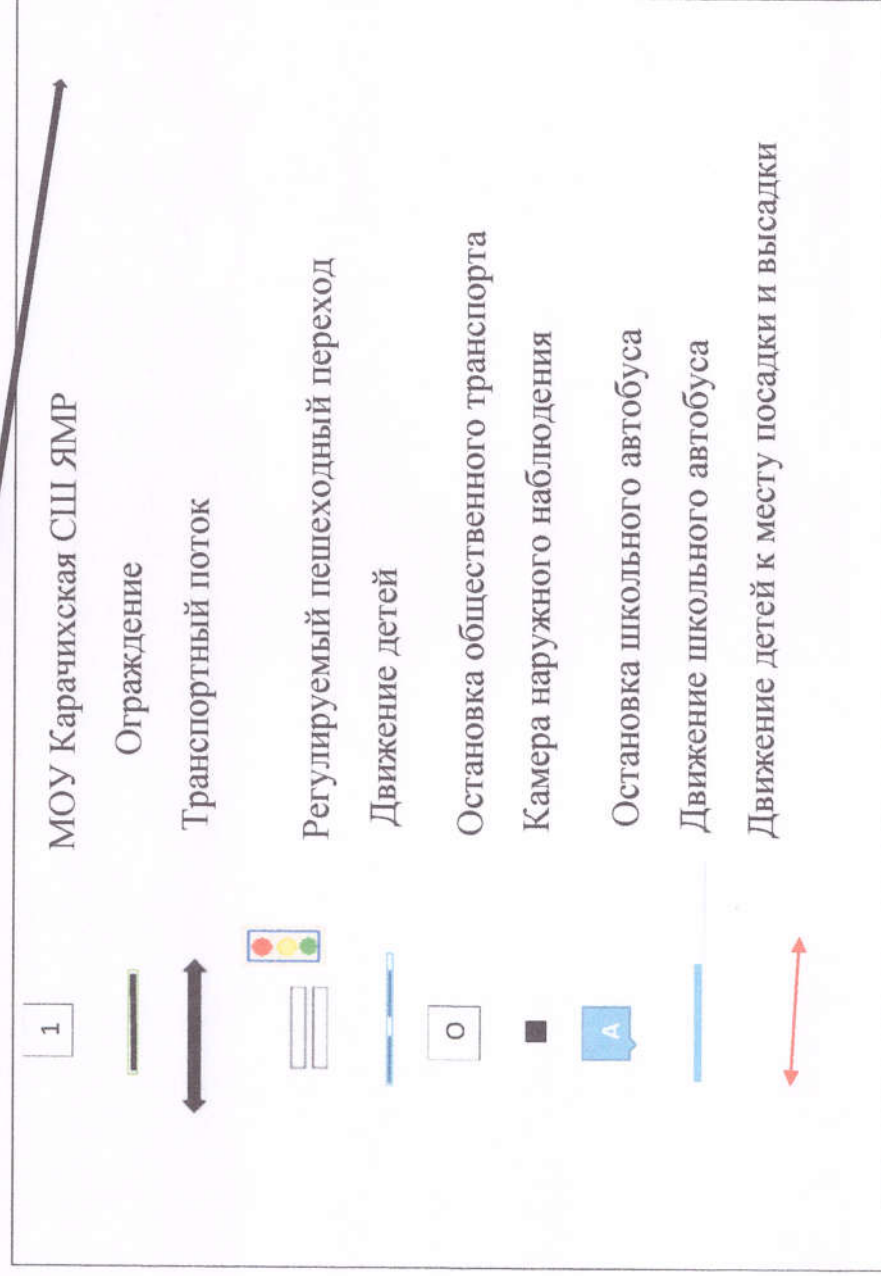 1 МОУ Карачихская СШ ЯМР
Ограждение
Транспортный поток
Регулируемый пешеходный переход
Движение детей
О Остановка общественного транспорта
Камера наружного наблюдения
А Остановка школьного автобуса
Движение школьного автобуса
Движение детей к месту посадки и высадки